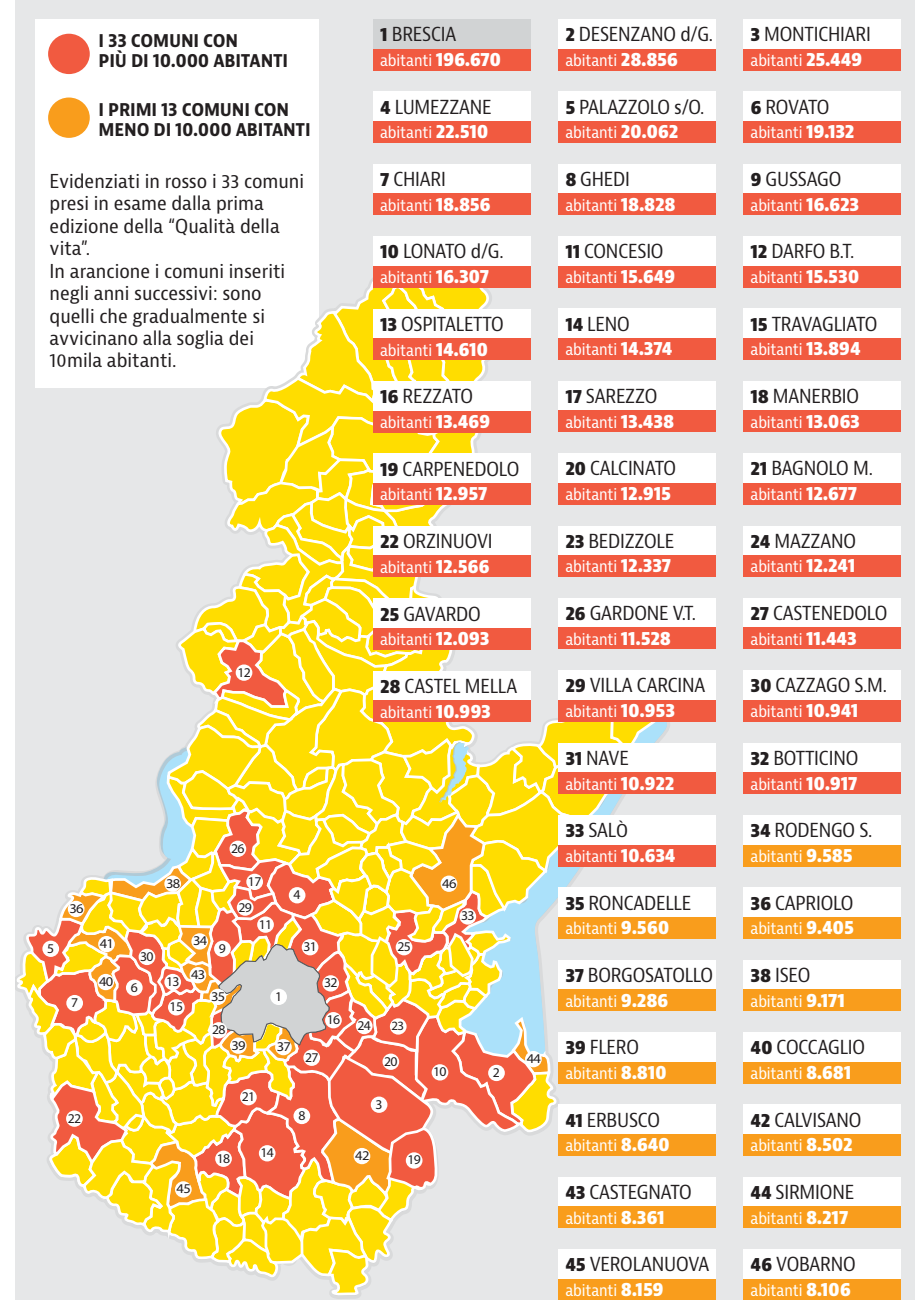 I 33 COMUNI CON
PIÙ DI 10.000 ABITANTI
I PRIMI 13 COMUNI CON
MENO DI 10.000 ABITANTI
Evidenziati in rosso i 33 comuni
presi in esame dalla prima
edizione della “Qualità della
vita”.
In arancione i comuni inseriti
negli anni successivi: sono
quelli che gradualmente si
avvicinano alla soglia dei
10mila abitanti.
1 BRESCIA
abitanti 196.670
2 DESENZANO d/G.
abitanti 28.856
3 MONTICHIARI
abitanti 25.449
4 LUMEZZANE
abitanti 22.510
5 PALAZZOLO s/O.
abitanti 20.062
6 ROVATO
abitanti 19.132
7 CHIARI
abitanti 18.856
8 GHEDI
abitanti 18.828
9 GUSSAGO
abitanti 16.623
10 LONATO d/G.
abitanti 16.307
11 CONCESIO
abitanti 15.649
12 DARFO B.T.
abitanti 15.530
13 OSPITALETTO
abitanti 14.610
14 LENO
abitanti 14.374
15 TRAVAGLIATO
abitanti 13.894
16 REZZATO
abitanti 13.469
17 SAREZZO
abitanti 13.438
18 MANERBIO
abitanti 13.063
19 CARPENEDOLO
abitanti 12.957
20 CALCINATO
abitanti 12.915
21 BAGNOLO M.
abitanti 12.677
22 ORZINUOVI
abitanti 12.566
23 BEDIZZOLE
abitanti 12.337
24 MAZZANO
abitanti 12.241
25 GAVARDO
abitanti 12.093
26 GARDONE V.T.
abitanti 11.528
27 CASTENEDOLO
abitanti 11.443
28 CASTEL MELLA
abitanti 10.993
29 VILLA CARCINA
abitanti 10.953
30 CAZZAGO S.M.
abitanti 10.941
31 NAVE
abitanti 10.922
32 BOTTICINO
abitanti 10.917
33 SALÒ
abitanti 10.634
34 RODENGO S.
abitanti 9.585
35 RONCADELLE
abitanti 9.560
36 CAPRIOLO
abitanti 9.405
37 BORGOSATOLLO
abitanti 9.286
38 ISEO
abitanti 9.171
39 FLERO
abitanti 8.810
40 COCCAGLIO
abitanti 8.681
41 ERBUSCO
abitanti 8.640
42 CALVISANO
abitanti 8.502
43 CASTEGNATO
abitanti 8.361
44 SIRMIONE
abitanti 8.217
45 VEROLANUOVA
abitanti 8.159
46 VOBARNO
abitanti 8.106
12
26
17
38
46
4
29
36
33
11
34
5
41
9
31
25
30
43
40
13
32
6
35
1
7
15
16
28
24
23
39
37
27
44
20
10
2
21
3
8
22
14
42
18
19
45